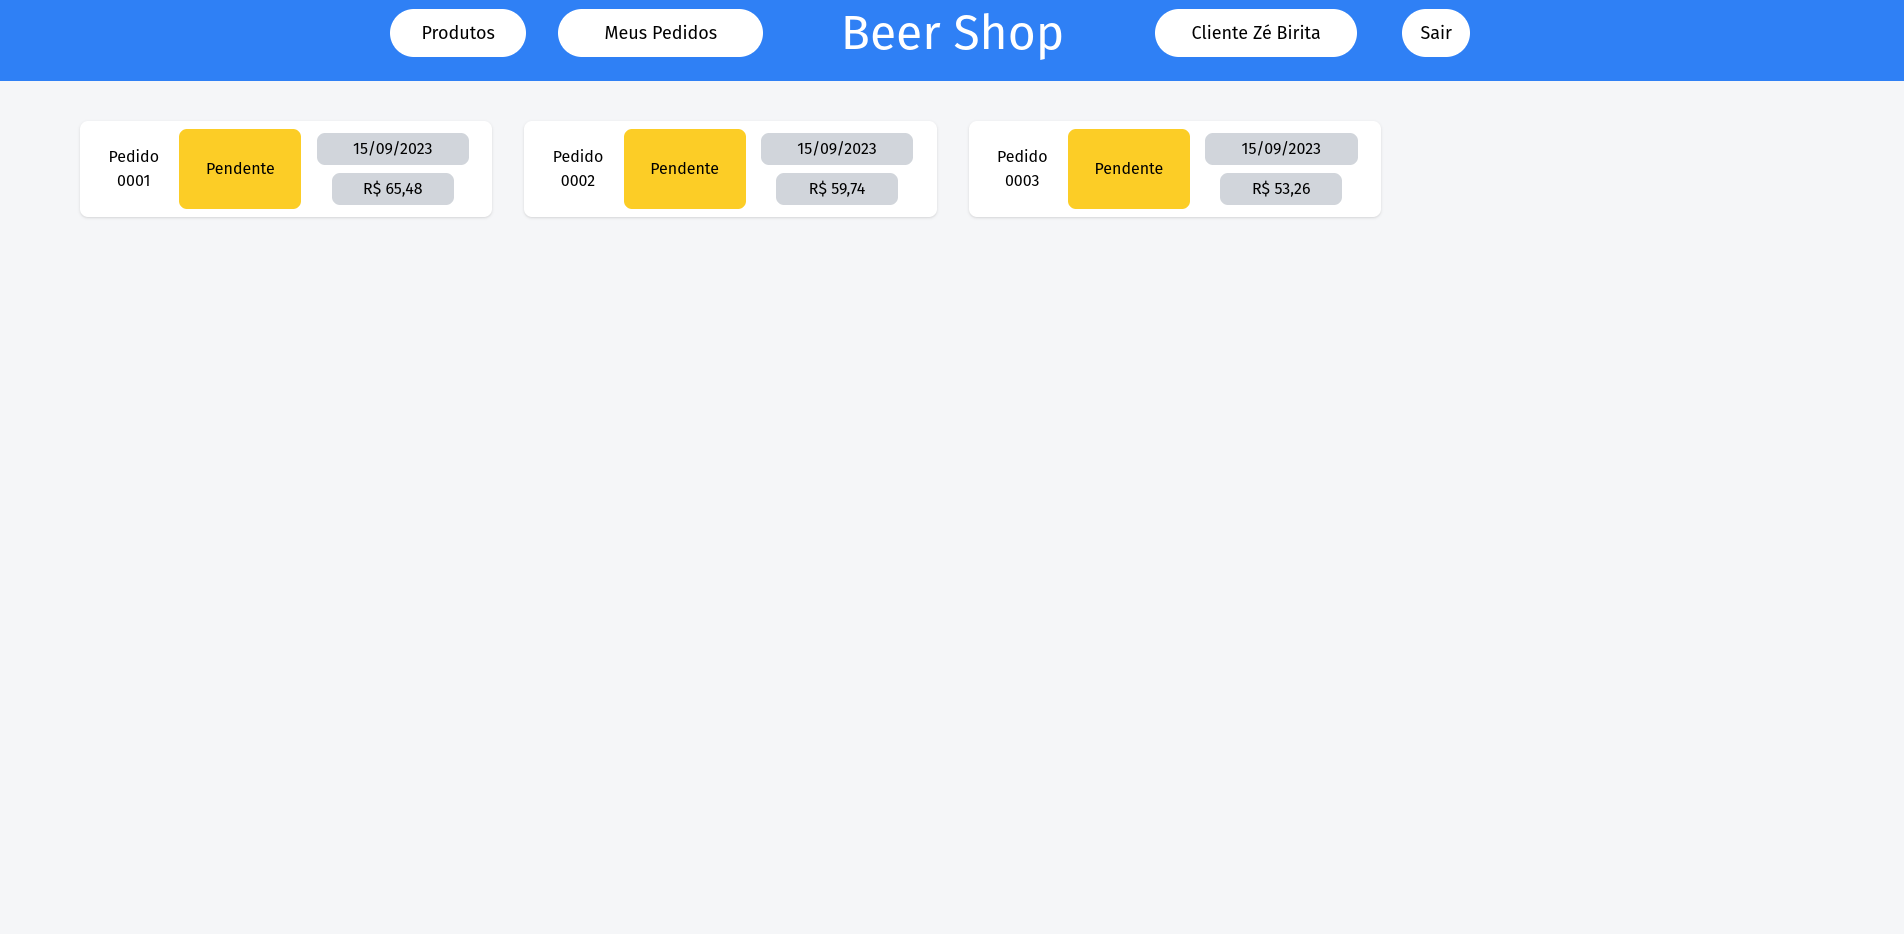 Produtos
Meus Pedidos
Beer Shop
Cliente Zé Birita
Sair
Pedido
0001
Pendente
15/09/2023
R$ 65,48
Pedido
0002
Pendente
15/09/2023
R$ 59,74
Pedido
0003
Pendente
15/09/2023
R$ 53,26